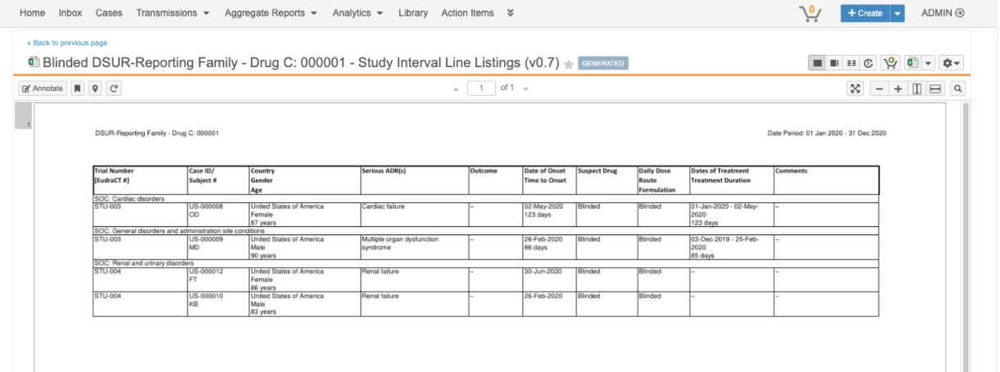 Home Inbox Cases Transmissions Aggregate Reports Analytics Library Action Items 0 + Create ADMIN
« Back to previous page
Blinded DSUR-Reporting Family - Drug C: 000001 - Study Interval Line Listings (v0.7) GENERATED
Annotate 1 of 1
1
DSUR-Reporting Family - Drug C: 000001 Date Period: 01 Jan 2020 - 31 Dec 2020
Trial Number Case ID/ Country Serious ADR(s) Outcome Date of Onset Suspect Drug Daily Dose Dates of Treatment Comments
[EudraCT #] Subject # Gender Time to Onset Route Treatment Duration
Age Formulation
SOC: Cardiac disorders
STU-003 US-000008 United States of America Cardiac failure – 02-May-2020 Blinded Blinded 01-Jan-2020 - 02-May- –
OD Female 123 days 2020
87 years 123 days
SOC: General disorders and administration site conditions
STU-003 US-000009 United States of America Multiple organ dysfunction – 26-Feb-2020 Blinded Blinded 03-Dec-2019 - 25-Feb- –
MD Male syndrome 86 days 2020
90 years 85 days
SOC: Renal and urinary disorders
STU-004 US-000012 United States of America Renal failure – 30-Jun-2020 Blinded Blinded – –
FT Female
86 years
STU-004 US-000010 United States of America Renal failure – 26-Feb-2020 Blinded Blinded – –
KB Male
83 years